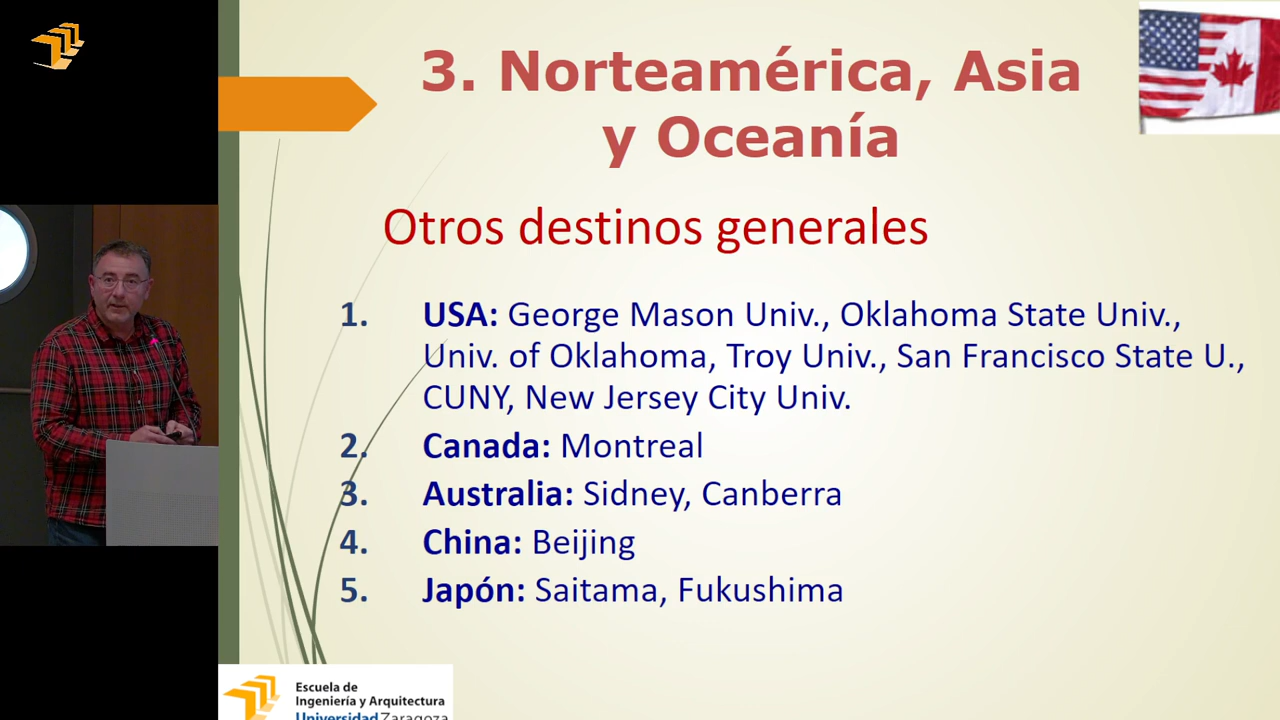 3. Norteamérica, Asia
y Oceanía
Otros destinos generales
1. USA: George Mason Univ., Oklahoma State Univ.,
Univ. of Oklahoma, Troy Univ., San Francisco State U.,
CUNY, New Jersey City Univ.
2. Canada: Montreal
3. Australia: Sidney, Canberra
4. China: Beijing
5. Japón: Saitama, Fukushima
Escuela de
Ingeniería y Arquitectura
Universidad Zaragoza